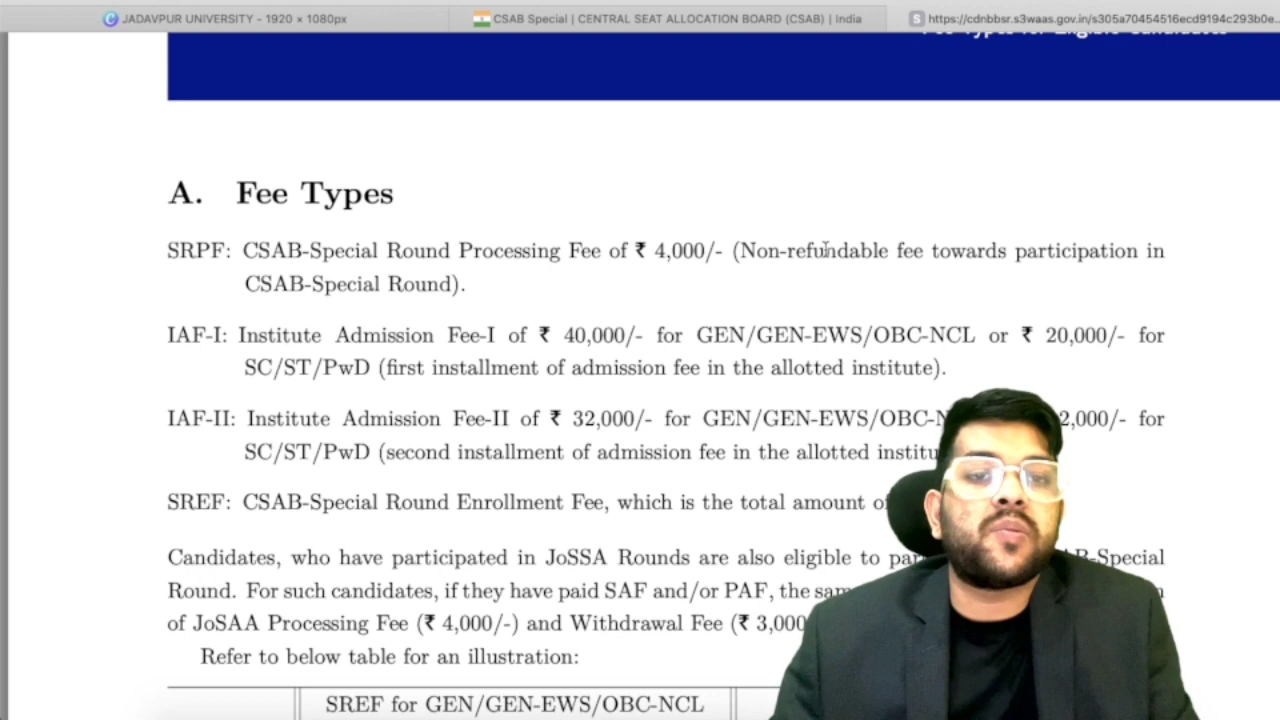 JADAVPUR UNIVERSITY - 1920 × 1080px
CSAB Special | CENTRAL SEAT ALLOCATION BOARD (CSAB) | India
S https://cdnbbsr.s3waas.gov.in/s305a70454516ecd9194c293b0e...
Fee Types for Eligible Candidates
A. Fee Types
SRPF: CSAB-Special Round Processing Fee of ₹ 4,000/- (Non-refundable fee towards participation in
CSAB-Special Round).
IAF-I: Institute Admission Fee-I of ₹ 40,000/- for GEN/GEN-EWS/OBC-NCL or ₹ 20,000/- for
SC/ST/PwD (first installment of admission fee in the allotted institute).
IAF-II: Institute Admission Fee-II of ₹ 32,000/- for GEN/GEN-EWS/OBC-N 2,000/- for
SC/ST/PwD (second installment of admission fee in the allotted institu
SREF: CSAB-Special Round Enrollment Fee, which is the total amount of
Candidates, who have participated in JoSSA Rounds are also eligible to par B-Special
Round. For such candidates, if they have paid SAF and/or PAF, the sam
of JoSAA Processing Fee (₹ 4,000/-) and Withdrawal Fee (₹ 3,000
Refer to below table for an illustration:
SREF for GEN/GEN-EWS/OBC-NCL